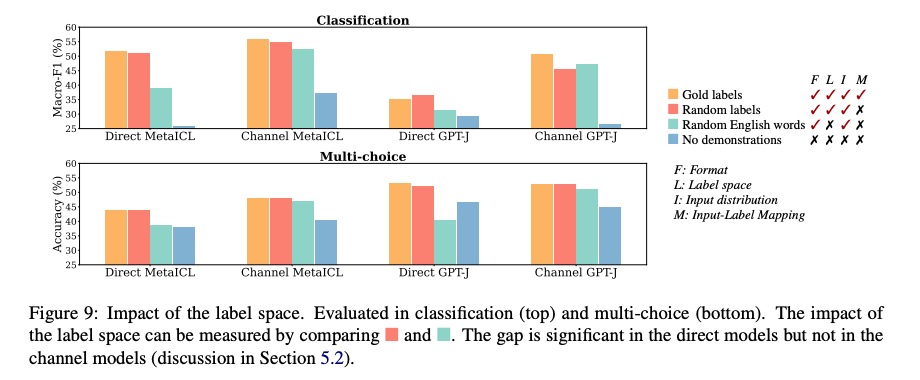 Classification
60
55
50
45
40
35
30
25
Macro-F1 (%)
Direct MetaICL Channel MetaICL Direct GPT-J Channel GPT-J
Multi-choice
60
55
50
45
40
35
30
25
Accuracy (%)
Direct MetaICL Channel MetaICL Direct GPT-J Channel GPT-J
F L I M
Gold labels ✓ ✓ ✓ ✓
Random labels ✓ ✓ ✓ ✗
Random English words ✓ ✗ ✓ ✗
No demonstrations ✗ ✗ ✗ ✗
F: Format
L: Label space
I: Input distribution
M: Input-Label Mapping
Figure 9: Impact of the label space. Evaluated in classification (top) and multi-choice (bottom). The impact of
the label space can be measured by comparing ■ and ■. The gap is significant in the direct models but not in the
channel models (discussion in Section 5.2).